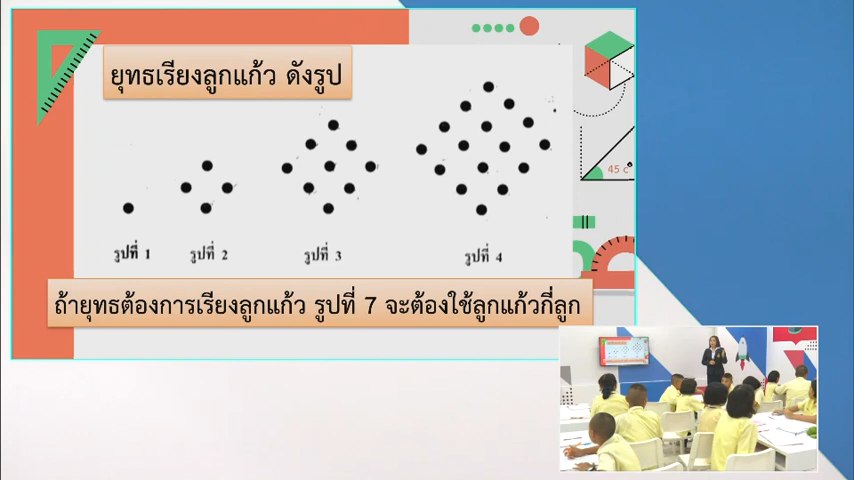 ยุทธเรียงลูกแก้ว ดังรูป
45 c
รูปที่ 1
รูปที่ 2
รูปที่ 3
รูปที่ 4
ถ้ายุทธต้องการเรียงลูกแก้ว รูปที่ 7 จะต้องใช้ลูกแก้วกี่ลูก